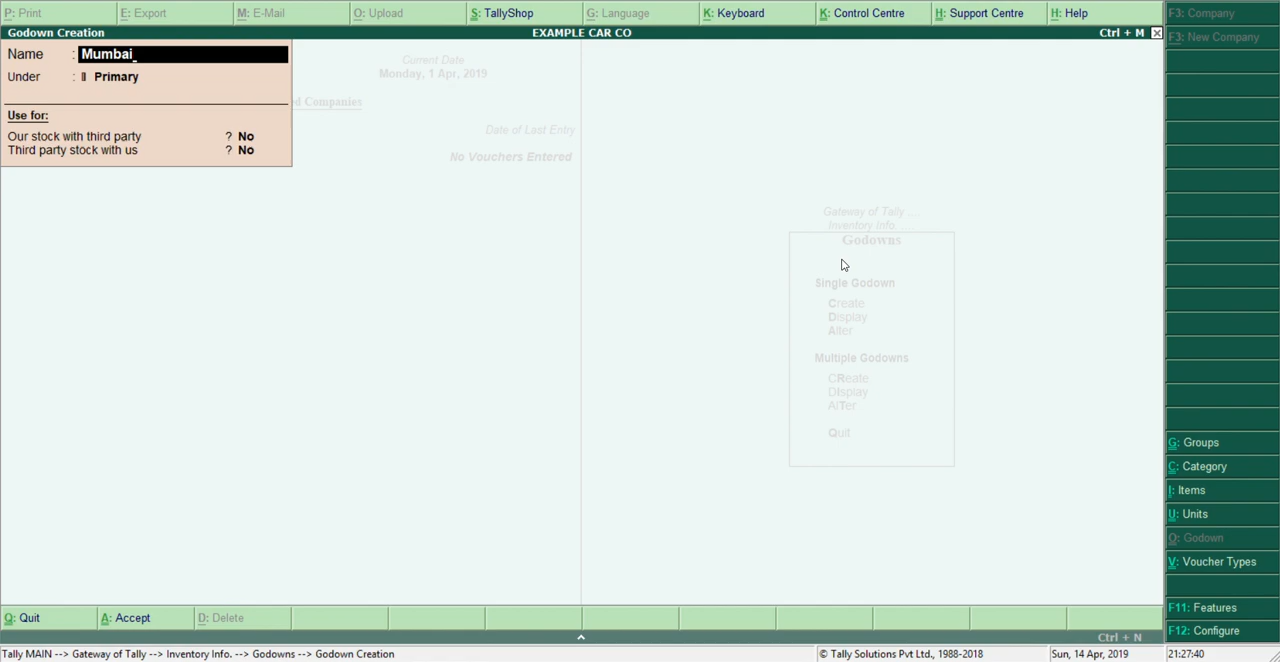 P: Print E: Export M: E-Mail O: Upload S: TallyShop G: Language K: Keyboard K: Control Centre H: Support Centre H: Help F3: Company
Godown Creation EXAMPLE CAR CO Ctrl + M F3: New Company
Name : Mumbai
Under : Primary
Use for:
Our stock with third party ? No
Third party stock with us ? No
Current Date
Monday, 1 Apr, 2019
d Companies
Date of Last Entry
No Vouchers Entered
Gateway of Tally ....
Inventory Info. ....
Godowns
Single Godown
Create
Display
Alter
Multiple Godowns
CReate
DIsplay
AlTer
Quit
G: Groups
C: Category
I: Items
U: Units
O: Godown
V: Voucher Types
F11: Features
F12: Configure
Q: Quit A: Accept D: Delete
Ctrl + N
Tally MAIN --> Gateway of Tally --> Inventory Info. --> Godowns --> Godown Creation © Tally Solutions Pvt Ltd., 1988-2018 Sun, 14 Apr, 2019 21:27:40